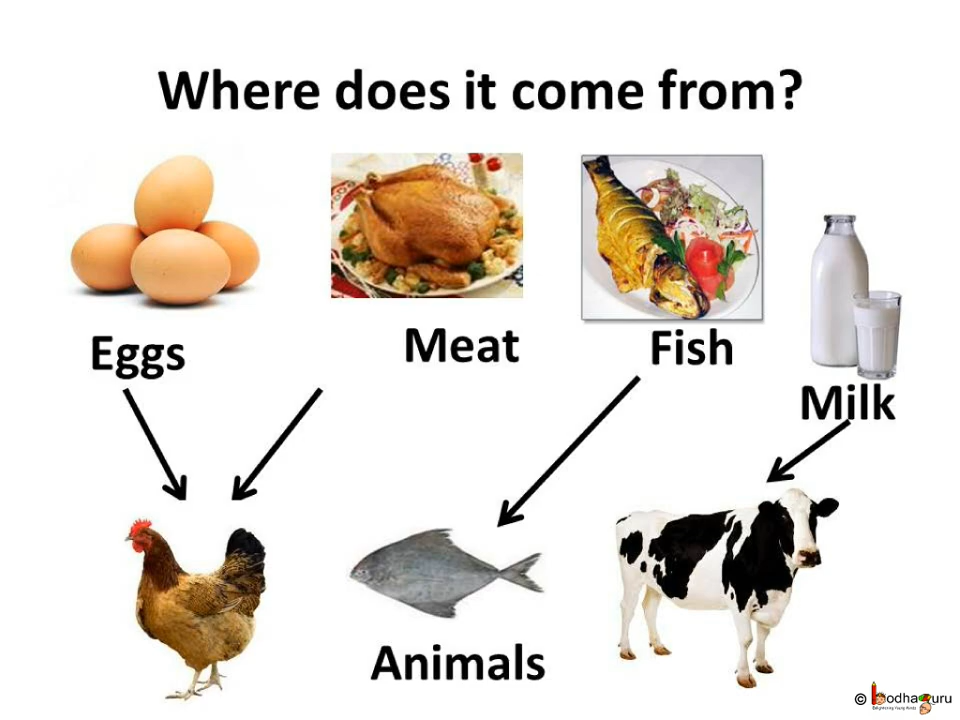 Where does it come from?
Eggs
Meat
Fish
Milk
Animals
© bodhaguru